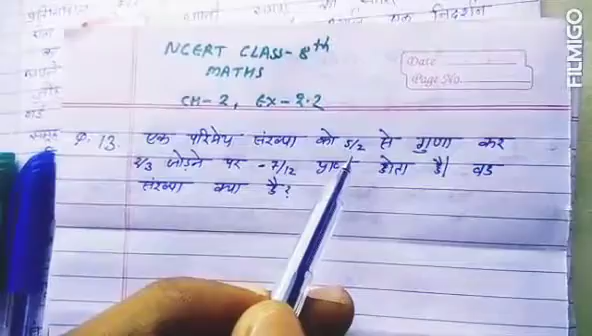 NCERT CLASS-8th
MATHS
CH-2, EX-2.2
Date
Page No.
Q. 13. एक परिमेय संख्या को 5/2 से गुणा कर
2/3 जोड़ने पर -7/12 प्राप्त होता है। वह
संख्या क्या है?
FILMIGO